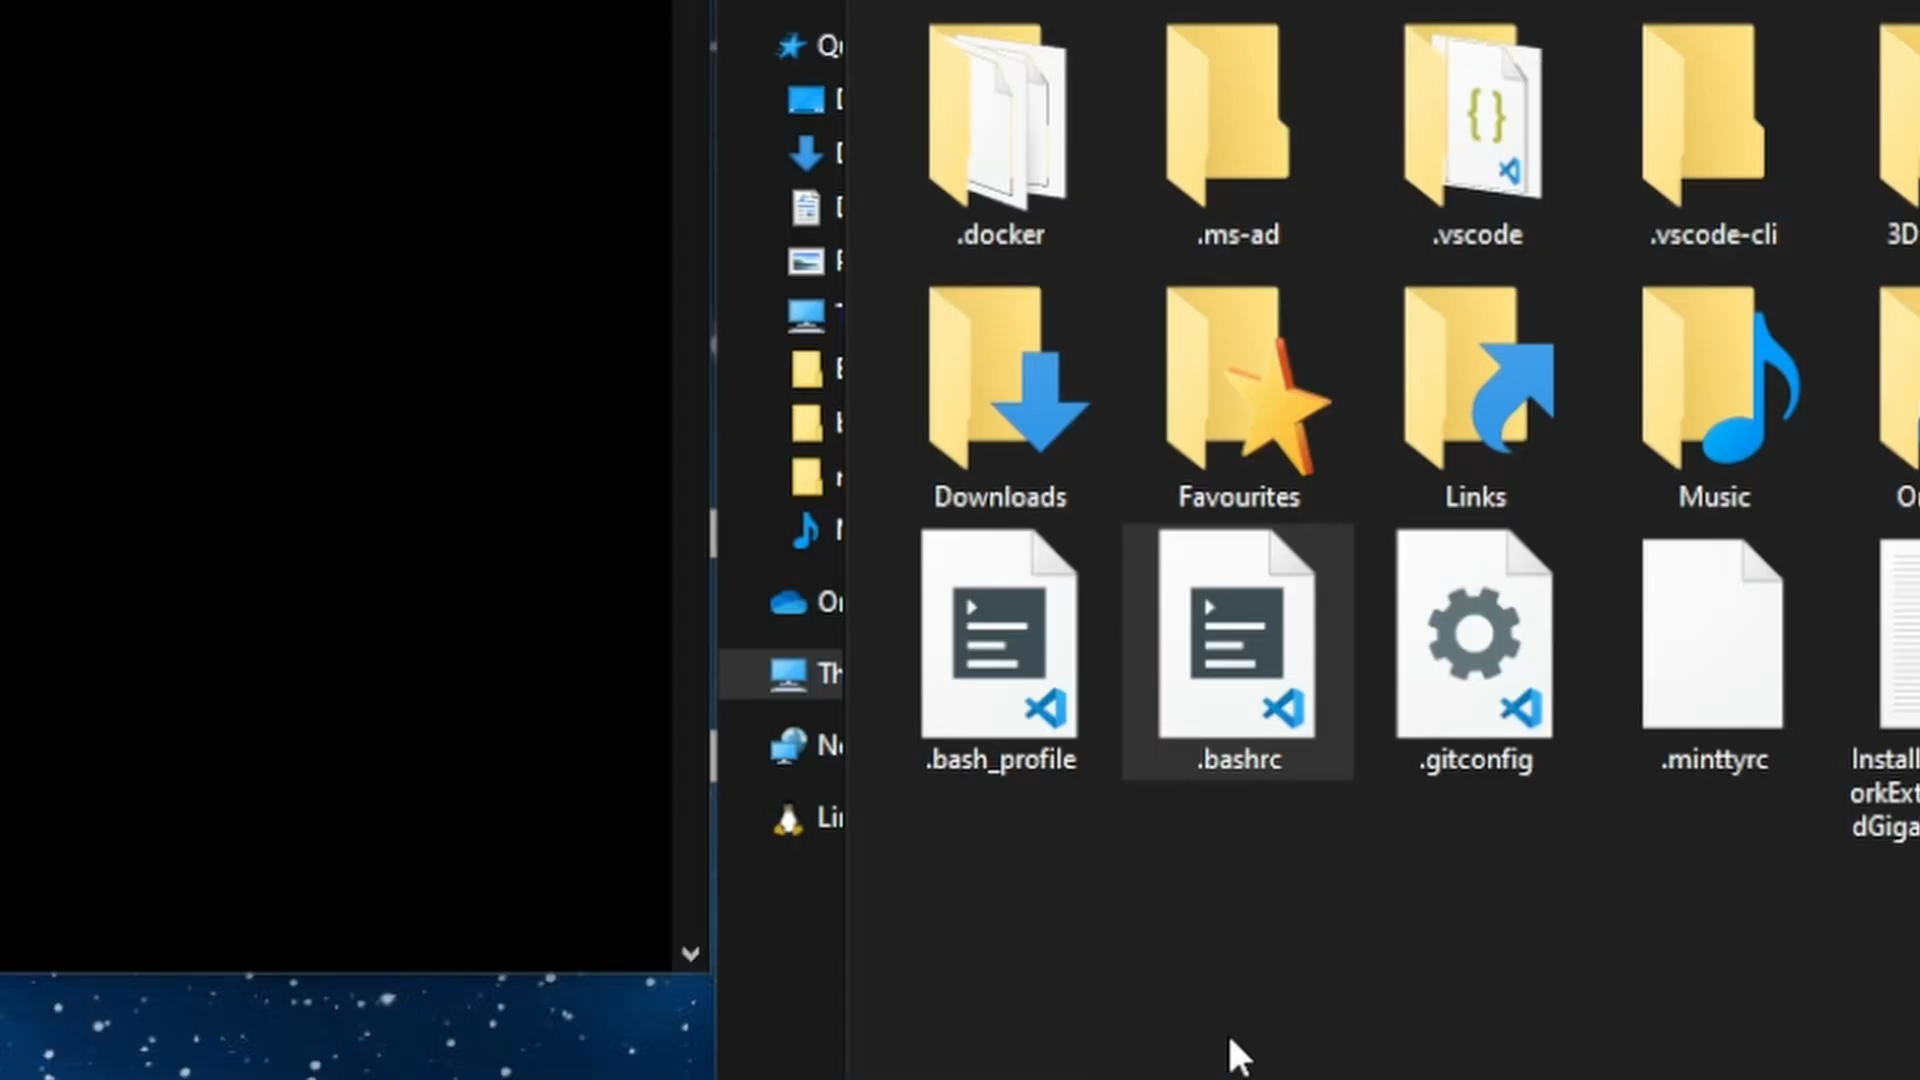 .docker
.ms-ad
.vscode
.vscode-cli
3D
Downloads
Favourites
Links
Music
.bash_profile
.bashrc
.gitconfig
.minttyrc
Install
orkExt
dGiga